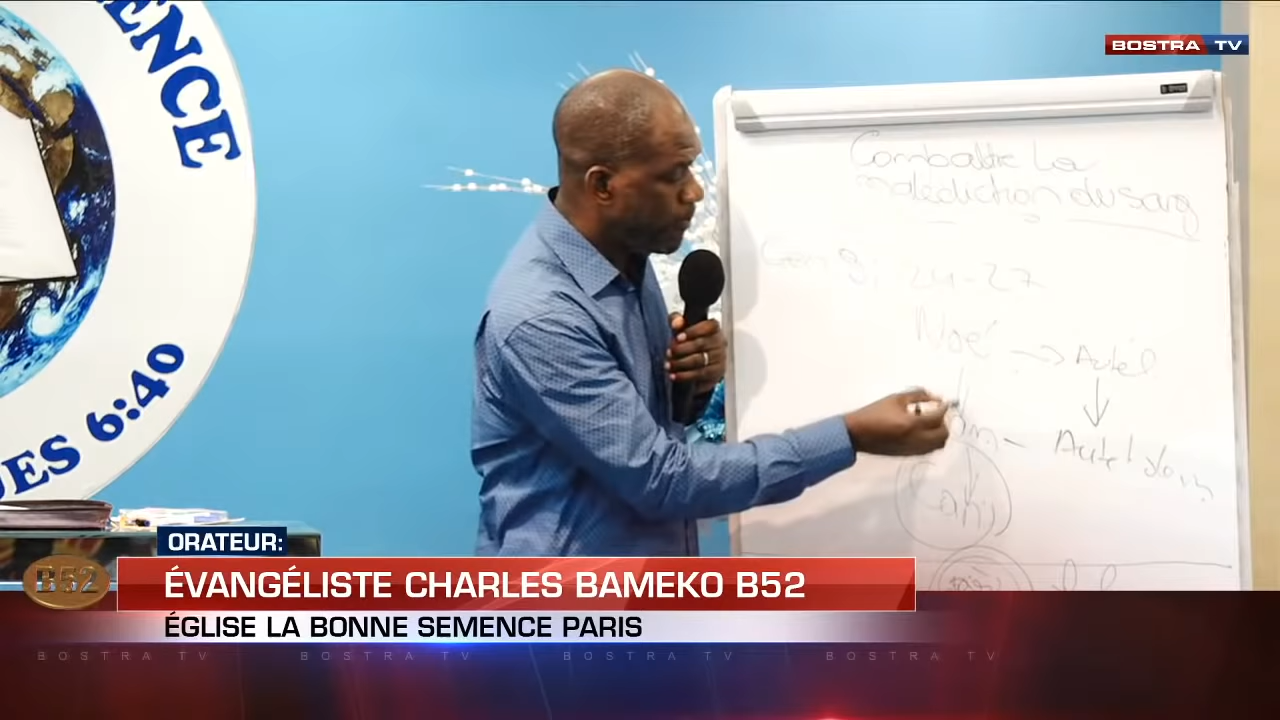 ENCE
BOSTRA TV
Combattre La
malédiction du Sang
Gen 9: 24-27
Noé -> Autel
Autel
UES 6:40
ORATEUR:
B52
ÉVANGÉLISTE CHARLES BAMEKO B52
ÉGLISE LA BONNE SEMENCE PARIS
BOSTRA TV BOSTRA TV BOSTRA TV BOSTRA TV